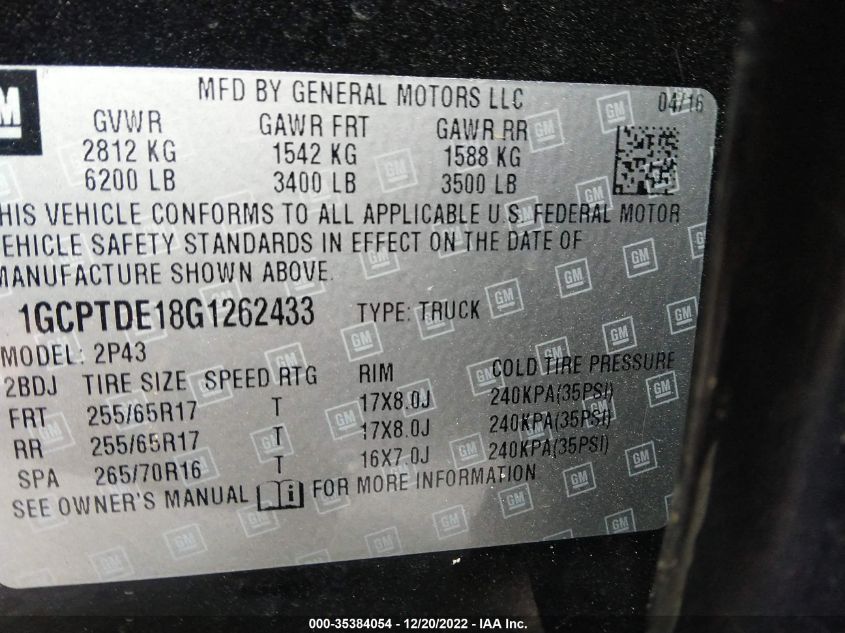 GM
MFD BY GENERAL MOTORS LLC 04/16
GVWR GAWR FRT GAWR RR
2812 KG 1542 KG 1588 KG
6200 LB 3400 LB 3500 LB
HIS VEHICLE CONFORMS TO ALL APPLICABLE U.S. FEDERAL MOTOR
EHICLE SAFETY STANDARDS IN EFFECT ON THE DATE OF
MANUFACTURE SHOWN ABOVE.
1GCPTDE18G1262433 TYPE: TRUCK
MODEL: 2P43
2BDJ TIRE SIZE SPEED RTG RIM COLD TIRE PRESSURE
FRT 255/65R17 T 17X8.0J 240KPA(35PSI)
RR 255/65R17 T 17X8.0J 240KPA(35PSI)
SPA 265/70R16 T 16X7.0J 240KPA(35PSI)
SEE OWNER'S MANUAL FOR MORE INFORMATION
000-35384054 - 12/20/2022 - IAA Inc.